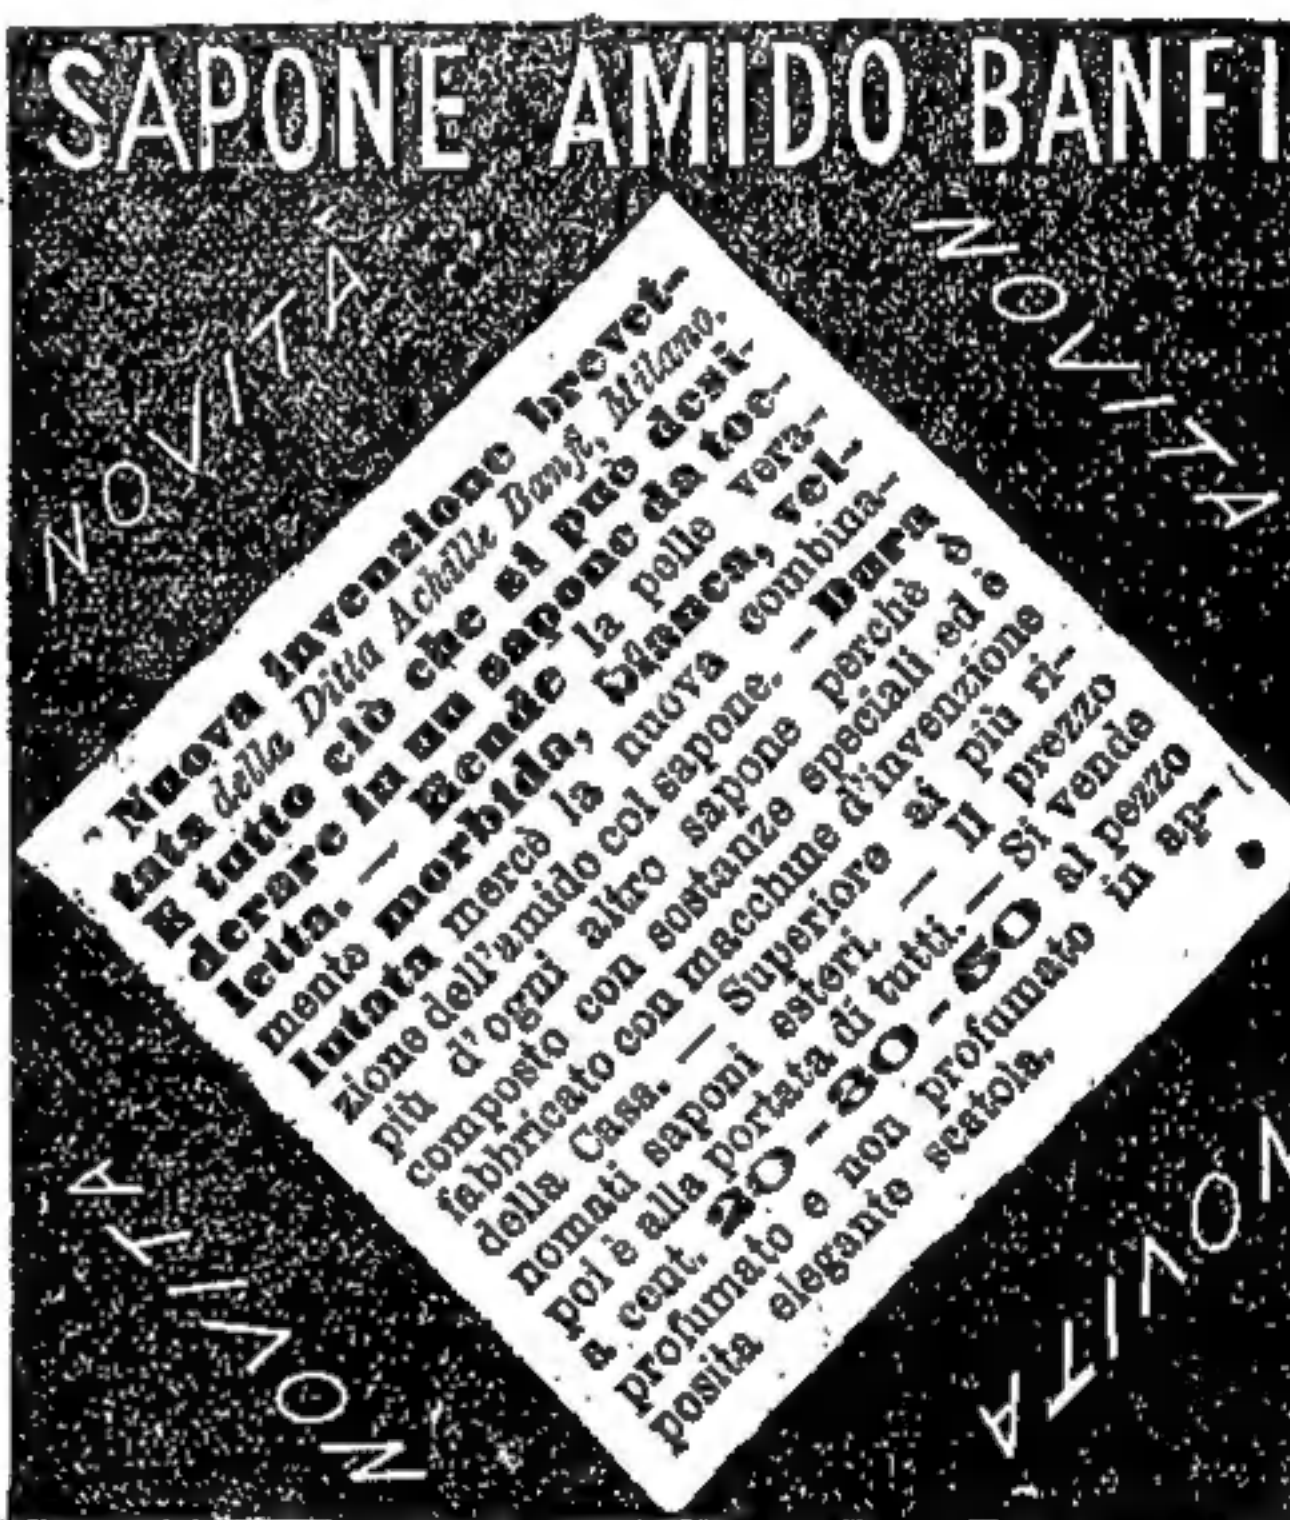 SAPONE AMIDO BANFI
NOVITÀ
NOVITA
Nuova invenzione brevet-
tata della Ditta Achille Banfi, Milano.
E tutto ciò che si può desi-
derare in un sapone da toe-
letta. — Rende la pelle vera-
mente morbida, bianca, vel-
lutata mercè la nuova combina-
zione dell'amido col sapone. — Dura
più d'ogni altro sapone perchè è
composto con sostanze speciali ed è
fabbricato con macchine d'invenzione
della Casa. — Superiore ai più ri-
nomati saponi esteri. — Il prezzo
poi è alla portata di tutti. — Si vende
a cent. 20 - 30 - 50 al pezzo
profumato e non profumato in ap-
posita elegante scatola.
NOVITA
NOVITA